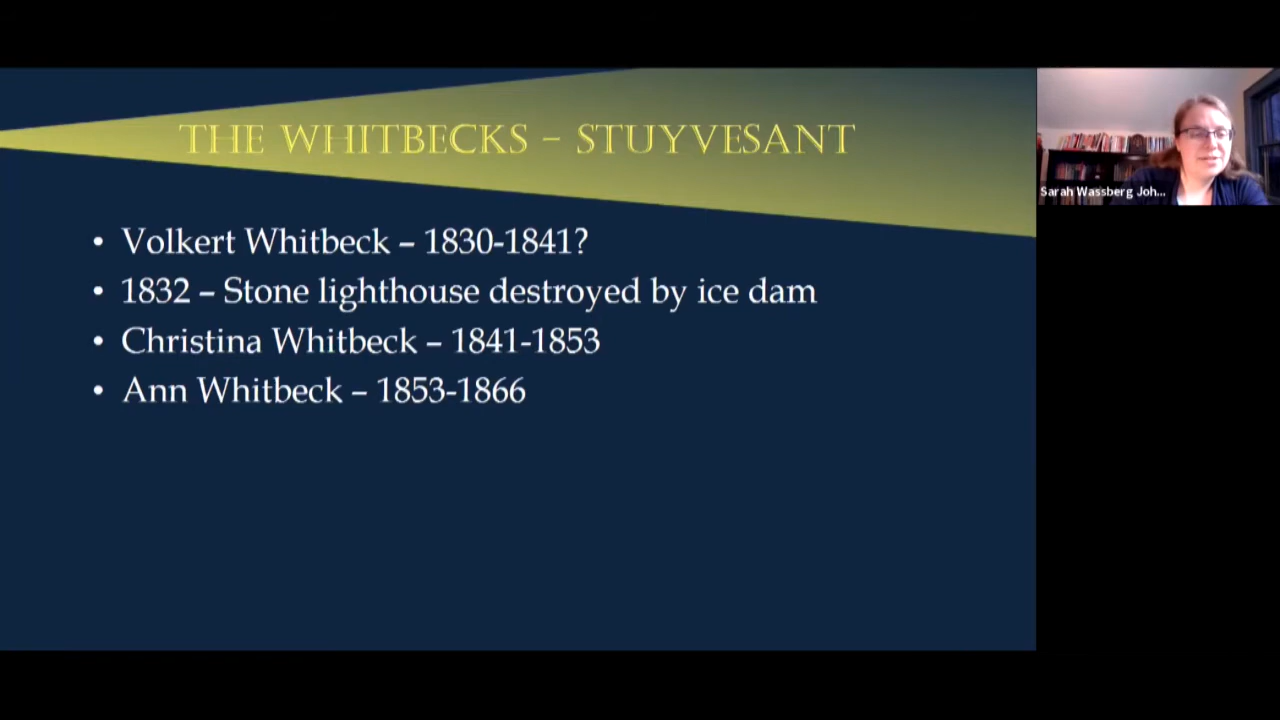 THE WHITBECKS – STUYVESANT
• Volkert Whitbeck – 1830-1841?
• 1832 – Stone lighthouse destroyed by ice dam
• Christina Whitbeck – 1841-1853
• Ann Whitbeck – 1853-1866
Sarah Wassberg Joh...